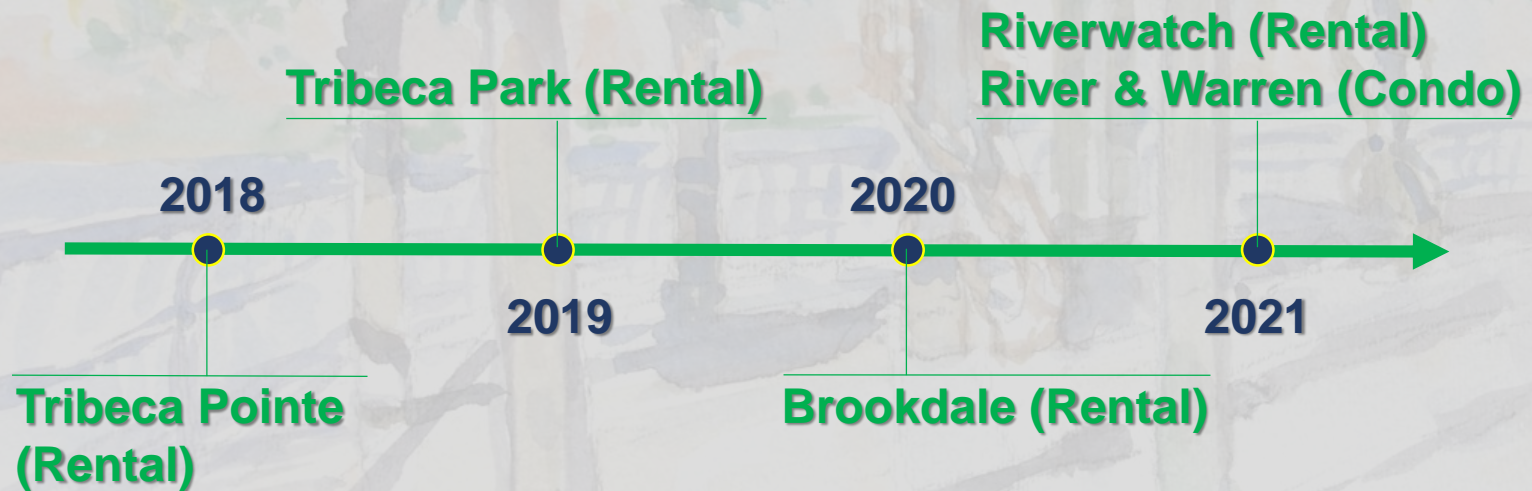 Riverwatch (Rental)
River & Warren (Condo)
Tribeca Park (Rental)
2018
2020
2019
2021
Tribeca Pointe
(Rental)
Brookdale (Rental)